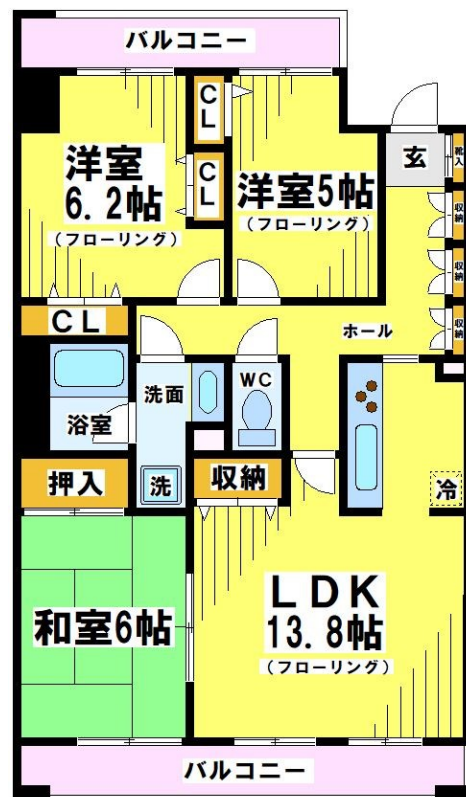 バルコニー
CL
洋室
6.2帖
(フローリング)
CL
洋室5帖
(フローリング)
玄
靴入
収納
収納
収納
CL
ホール
浴室
洗面
WC
押入
洗
収納
冷
和室6帖
LDK
13.8帖
(フローリング)
バルコニー